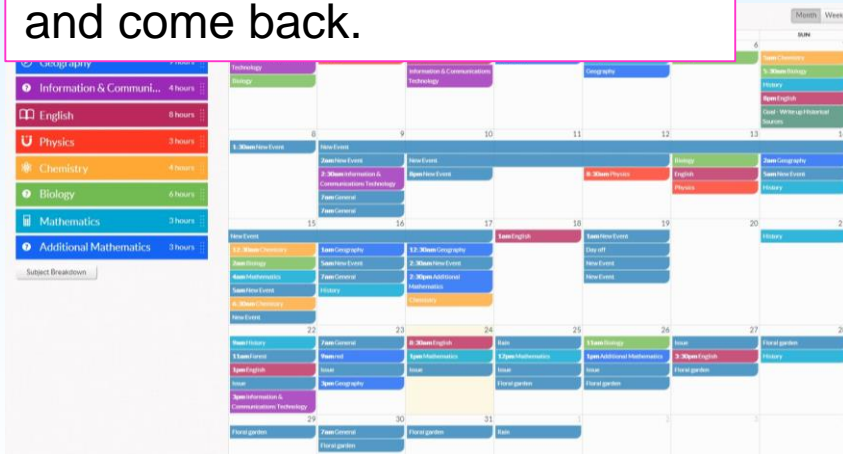 and come back.
Month Week
SUN
Geography
Information & Communi... 4 hours
English 8 hours
Physics 3 hours
Chemistry 4 hours
Biology 6 hours
Mathematics 3 hours
Additional Mathematics 3 hours
Subject Breakdown
6
Technology
Biology
Information & Communications
Technology
Geography
5am Chemistry
5:30am Biology
History
8pm English
Goal - Write up Historical
Sources
8 9 10 11 12 13
1:30am New Event
New Event
2am New Event
2:30am Information &
Communications Technology
7am General
7am General
New Event
8pm New Event
8:30am Physics
Biology
English
Physics
2am Geography
5am New Event
History
15 16 17 18 19 20
New Event
12:30am Chemistry
2am Biology
4am Mathematics
5am New Event
6:30am Chemistry
New Event
1am Geography
5am New Event
7am General
History
12:30am Geography
2:30am New Event
2:30pm Additional
Mathematics
Chemistry
1am English
5am New Event
Day off
New Event
New Event
History
22 23 24 25 26 27
9am History
11am Forest
1pm English
Issue
3pm Information &
Communications Technology
7am General
9am red
Issue
3pm Geography
8:30am English
1pm Mathematics
Issue
Floral garden
Rain
12pm Mathematics
Issue
Floral garden
11am Biology
1pm Additional Mathematics
Issue
Floral garden
Issue
3:30pm English
Floral garden
Floral garden
History
29 30 31 1 2 3
Floral garden
7am General
Floral garden
Floral garden
Rain